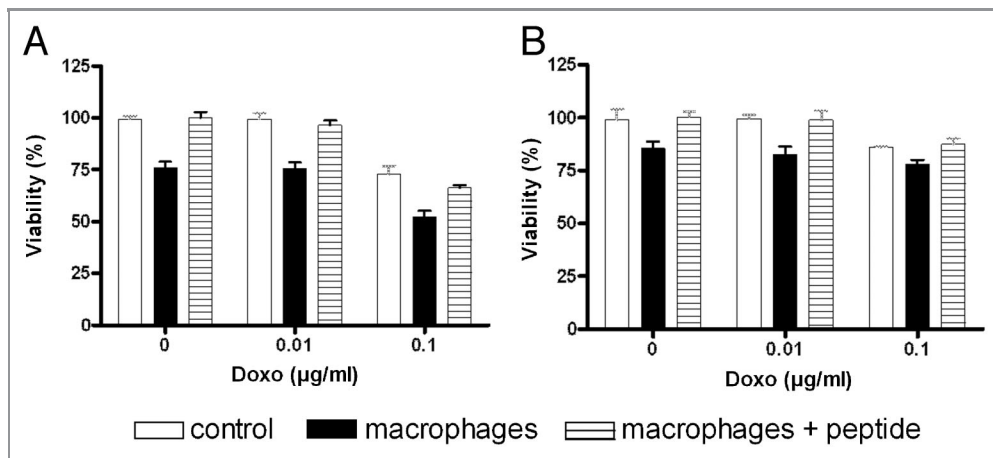 A
125
100
75
50
25
0
Viability (%)
0 0.01 0.1
Doxo (µg/ml)
B
125
100
75
50
25
0
Viability (%)
0 0.01 0.1
Doxo (µg/ml)
control macrophages macrophages + peptide